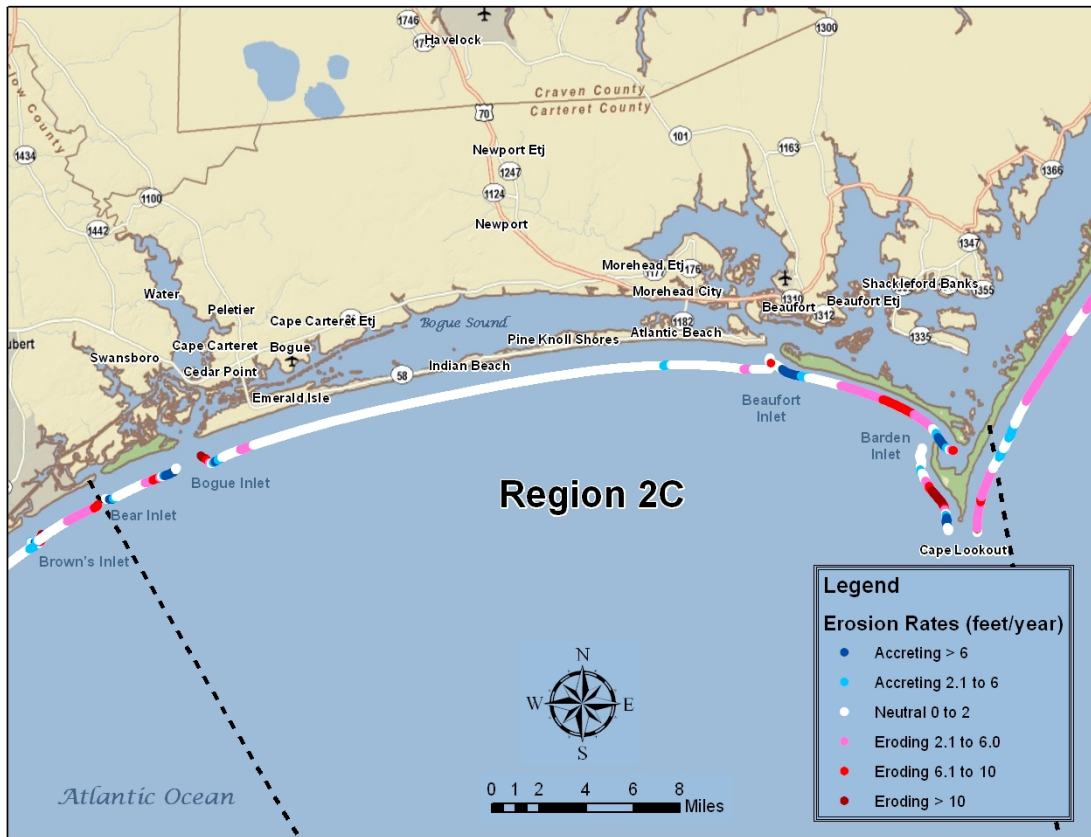 1746
1300
Havelock
Craven County
Carteret County
70
101
1434
Newport Etj
1163
1247
1366
1100
1124
1442
Newport
1347
Morehead Etj
176
Shackleford Banks
1355
Water
Morehead City
1310
Beaufort Etj
Peletier
Beaufort
1312
Cape Carteret Etj
Bogue Sound
1182
Atlantic Beach
1335
Cape Carteret
Bogue
Pine Knoll Shores
Swansboro
Indian Beach
Cedar Point
58
Emerald Isle
Beaufort
Inlet
Barden
Inlet
Bogue Inlet
Region 2C
Bear Inlet
Brown's Inlet
Cape Lookout
Legend
Erosion Rates (feet/year)
Accreting > 6
Accreting 2.1 to 6
Neutral 0 to 2
Eroding 2.1 to 6.0
Eroding 6.1 to 10
Eroding > 10
N
W E
S
0 1 2 4 6 8
Miles
Atlantic Ocean